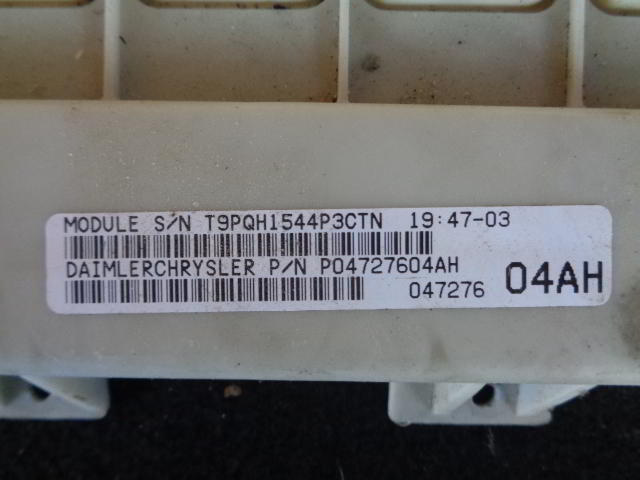 MODULE S/N T9PQH1544P3CTN 19:47-03
DAIMLERCHRYSLER P/N P04727604AH
047276 04AH